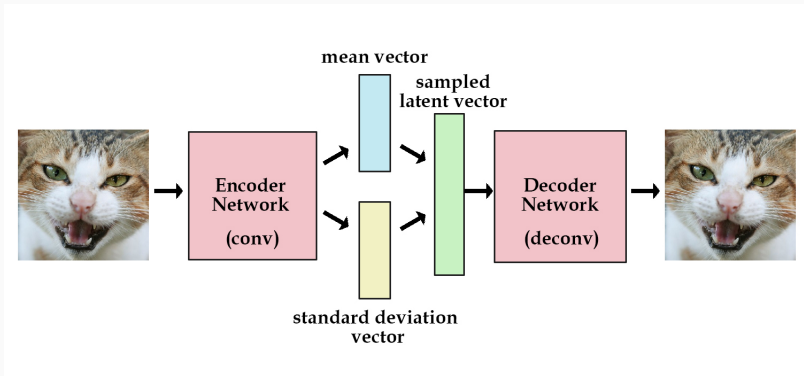 mean vector
sampled
latent vector
Encoder
Network
(conv)
Decoder
Network
(deconv)
standard deviation
vector